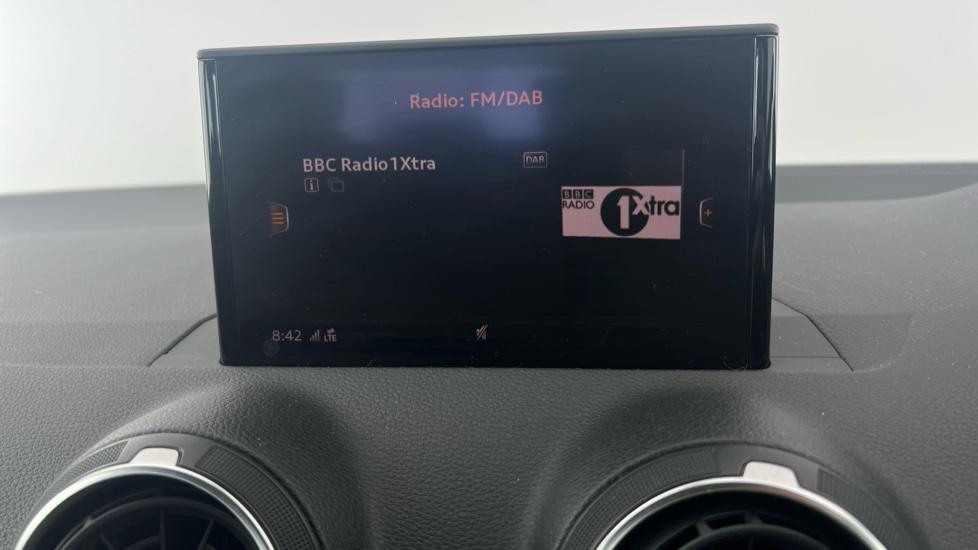 Radio: FM/DAB
BBC Radio1Xtra
DAB
i
BBC
RADIO
1Xtra
+
8:42
LTE